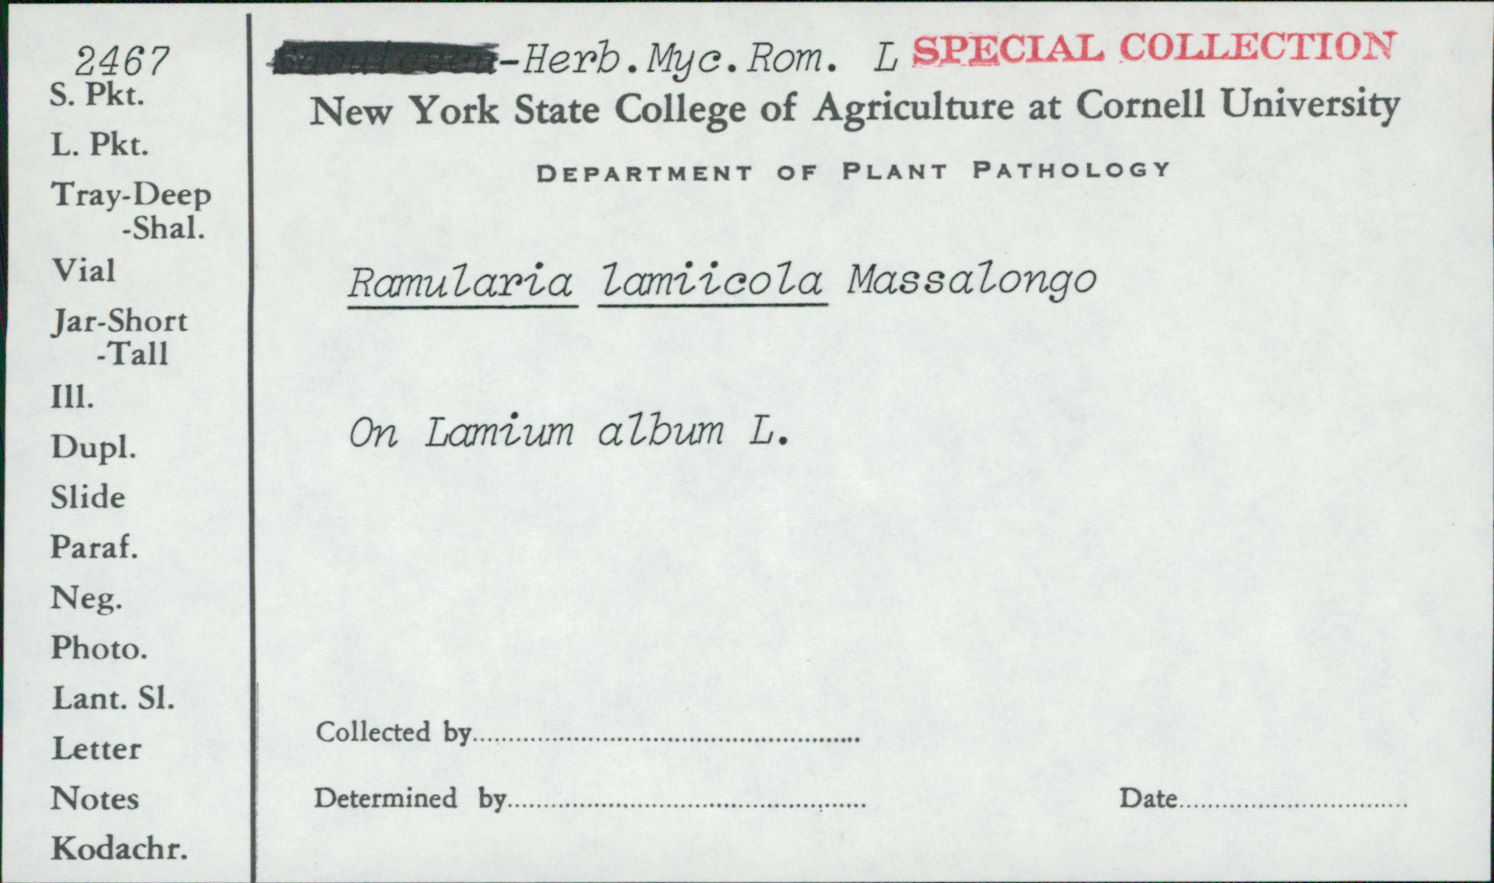 2467
S. Pkt.
L. Pkt.
Tray-Deep
-Shal.
Vial
Jar-Short
-Tall
Ill.
Dupl.
Slide
Paraf.
Neg.
Photo.
Lant. Sl.
Letter
Notes
Kodachr.
-Herb.Myc.Rom. L SPECIAL COLLECTION
New York State College of Agriculture at Cornell University
DEPARTMENT OF PLANT PATHOLOGY
Ramularia lamiicola Massalongo
On Lamium album L.
Collected by
Determined by Date